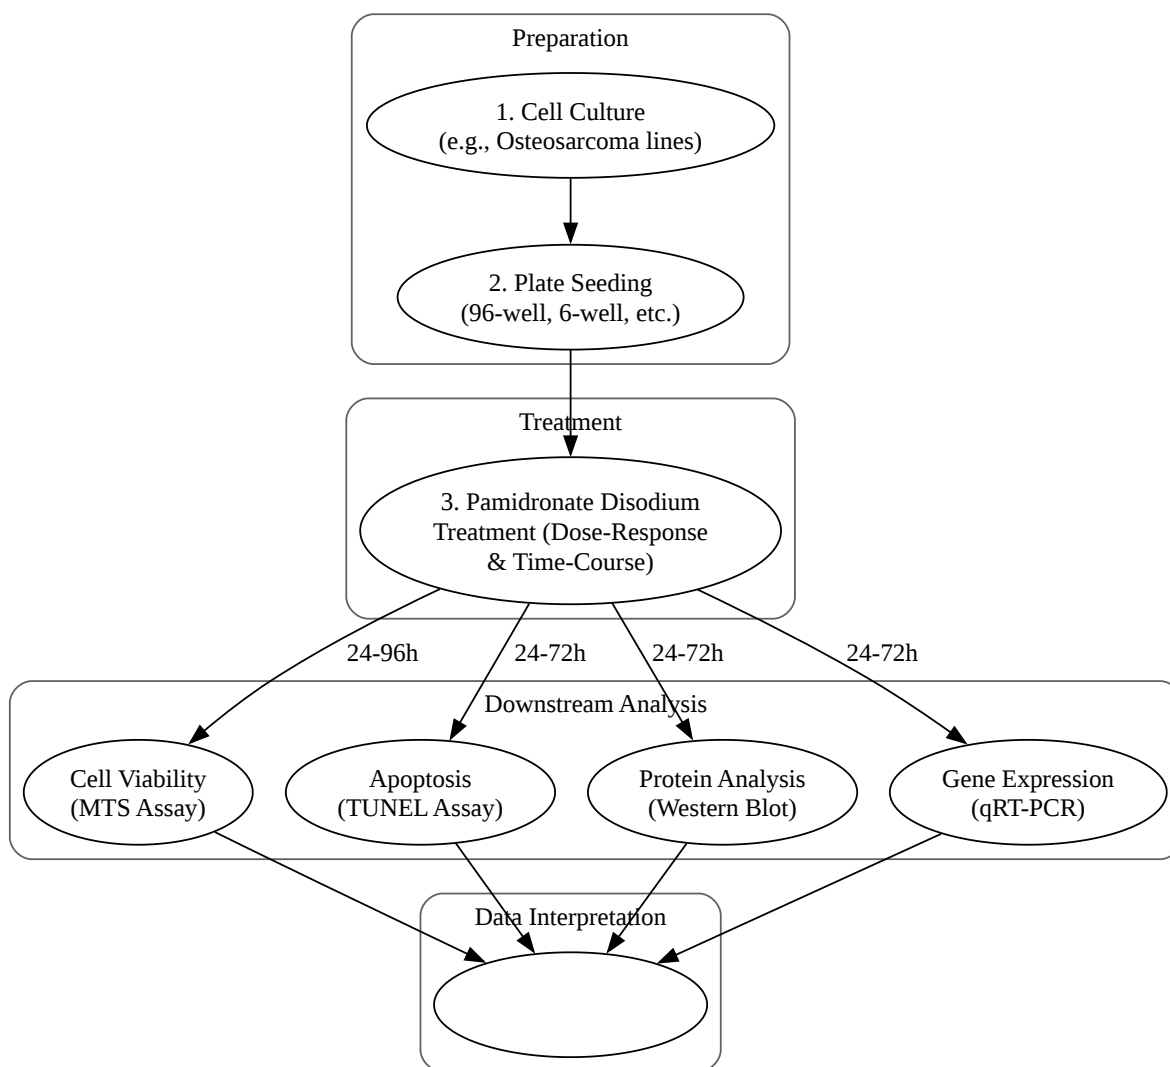 Preparation
1. Cell Culture
(e.g., Osteosarcoma lines)
2. Plate Seeding
(96-well, 6-well, etc.)
Treatment
3. Pamidronate Disodium
Treatment (Dose-Response
& Time-Course)
24-96h
24-72h
24-72h
24-72h
Downstream Analysis
Cell Viability
(MTS Assay)
Apoptosis
(TUNEL Assay)
Protein Analysis
(Western Blot)
Gene Expression
(qRT-PCR)
Data Interpretation